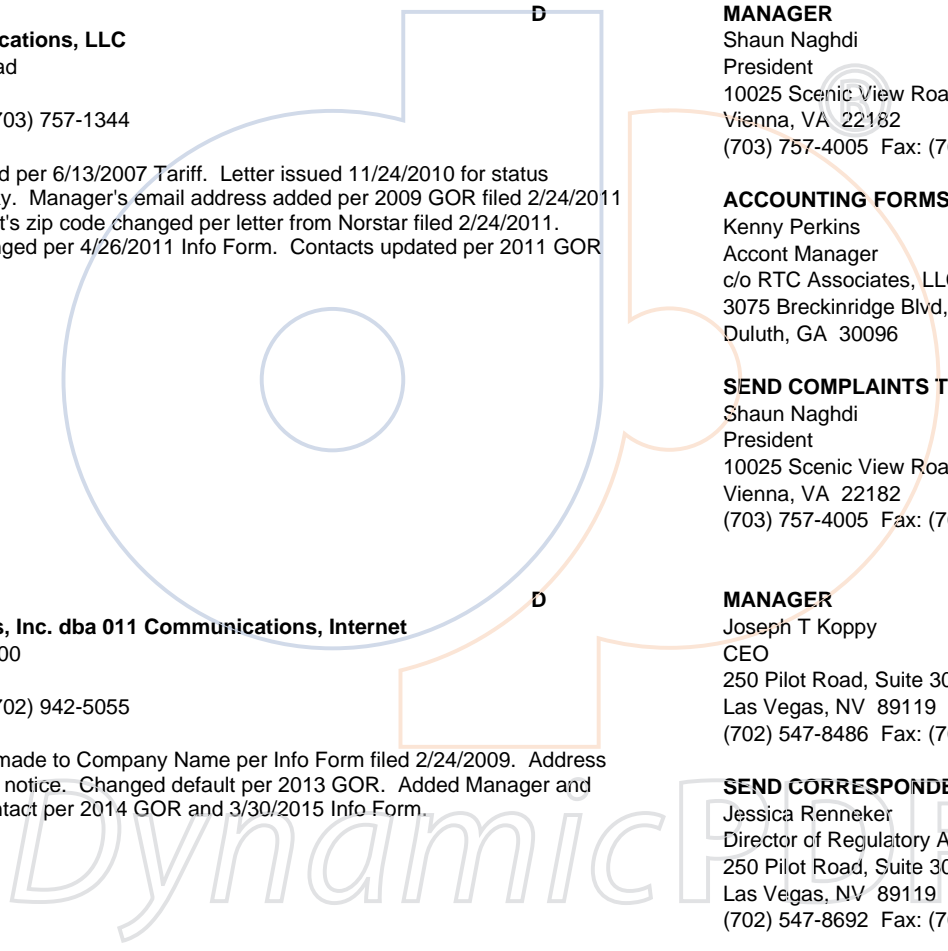 D
cations, LLC
ad
03) 757-1344
d per 6/13/2007 Tariff. Letter issued 11/24/2010 for status
y. Manager's email address added per 2009 GOR filed 2/24/2011
t's zip code changed per letter from Norstar filed 2/24/2011.
ged per 4/26/2011 Info Form. Contacts updated per 2011 GOR
MANAGER
Shaun Naghdi
President
10025 Scenic View Roa
Vienna, VA 22182
(703) 757-4005 Fax: (70
ACCOUNTING FORMS
Kenny Perkins
Accont Manager
c/o RTC Associates, LLC
3075 Breckinridge Blvd,
Duluth, GA 30096
SEND COMPLAINTS T
Shaun Naghdi
President
10025 Scenic View Roa
Vienna, VA 22182
(703) 757-4005 Fax: (70
D
s, Inc. dba 011 Communications, Internet
00
02) 942-5055
made to Company Name per Info Form filed 2/24/2009. Address
notice. Changed default per 2013 GOR. Added Manager and
ntact per 2014 GOR and 3/30/2015 Info Form.
MANAGER
Joseph T Koppy
CEO
250 Pilot Road, Suite 30
Las Vegas, NV 89119
(702) 547-8486 Fax: (70
SEND CORRESPONDE
Jessica Renneker
Director of Regulatory A
250 Pilot Road, Suite 30
Las Vegas, NV 89119
(702) 547-8692 Fax: (70
DynamicPDF
®